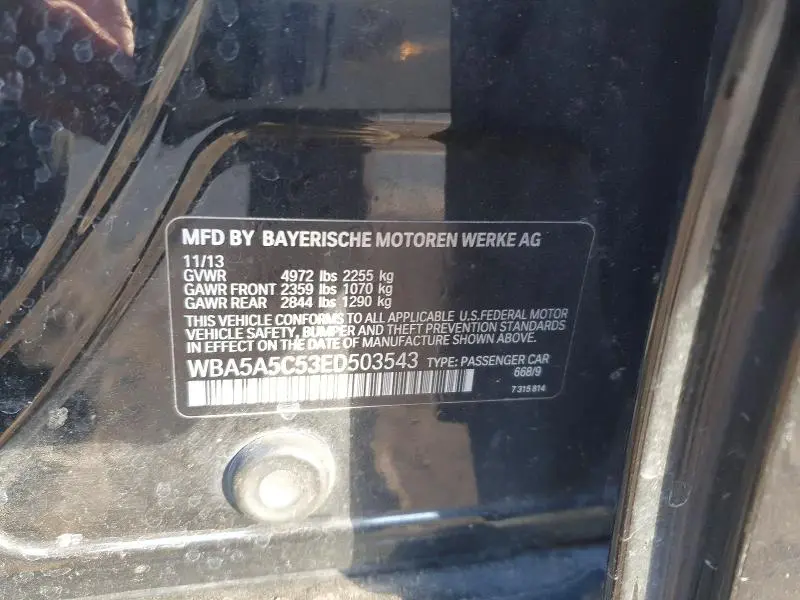 MFD BY BAYERISCHE MOTOREN WERKE AG
11/13
GVWR 4972 lbs 2255 kg
GAWR FRONT 2359 lbs 1070 kg
GAWR REAR 2844 lbs 1290 kg
THIS VEHICLE CONFORMS TO ALL APPLICABLE U.S.FEDERAL MOTOR
VEHICLE SAFETY, BUMPER, AND THEFT PREVENTION STANDARDS
IN EFFECT ON THE DATE OF MANUFACTURE SHOWN ABOVE.
WBA5A5C53ED503543 TYPE: PASSENGER CAR
668/9
7 315 814